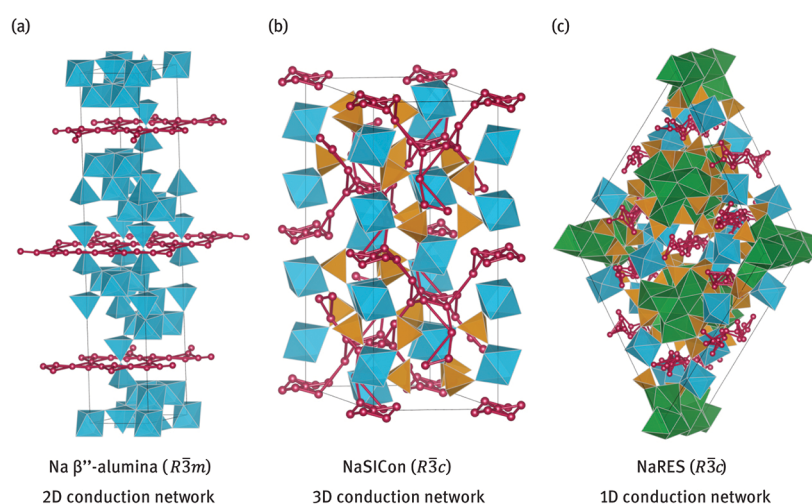 (a)
(b)
(c)
Na β”-alumina (R3̅m)
NaSICon (R3̅c)
NaRES (R3̅c)
2D conduction network
3D conduction network
1D conduction network